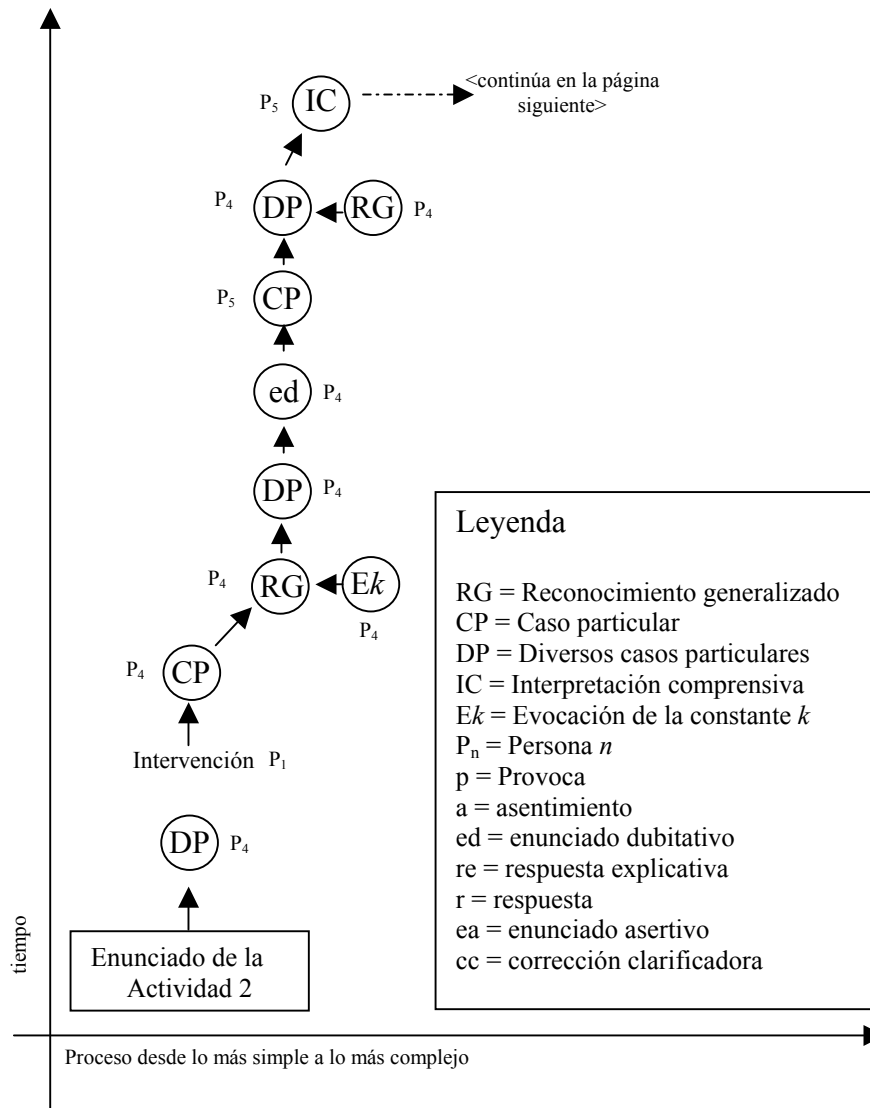 <continúa en la página
siguiente>
P5 IC
P4 DP RG P4
P5 CP
ed P4
DP P4
P4 RG Ek
P4
P4 CP
Intervención P1
DP P4
Enunciado de la
Actividad 2
Leyenda
RG = Reconocimiento generalizado
CP = Caso particular
DP = Diversos casos particulares
IC = Interpretación comprensiva
Ek = Evocación de la constante k
Pn = Persona n
p = Provoca
a = asentimiento
ed = enunciado dubitativo
re = respuesta explicativa
r = respuesta
ea = enunciado asertivo
cc = corrección clarificadora
tiempo
Proceso desde lo más simple a lo más complejo